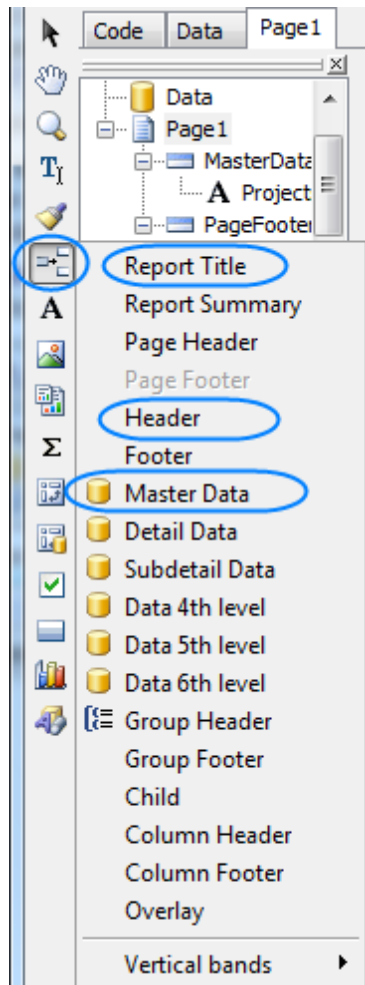 Code Data Page1
Data
Page1
MasterData
A Project
PageFooter
Report Title
Report Summary
Page Header
Page Footer
Header
Footer
Master Data
Detail Data
Subdetail Data
Data 4th level
Data 5th level
Data 6th level
Group Header
Group Footer
Child
Column Header
Column Footer
Overlay
Vertical bands